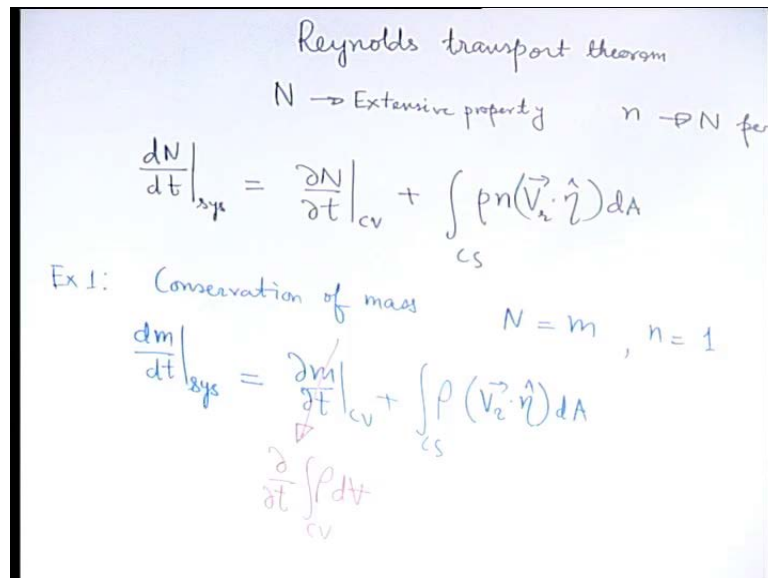 Reynolds transport theorem
N → Extensive property n → N per
dN/dt|sys = ∂N/∂t|CV + ∫CS ρn(V⃗r·η̂)dA
Ex 1: Conservation of mass N = m , n = 1
dm/dt|sys = ∂m/∂t|CV + ∫CS ρ(V⃗r·η̂)dA
∂/∂t ∫CV ρdV